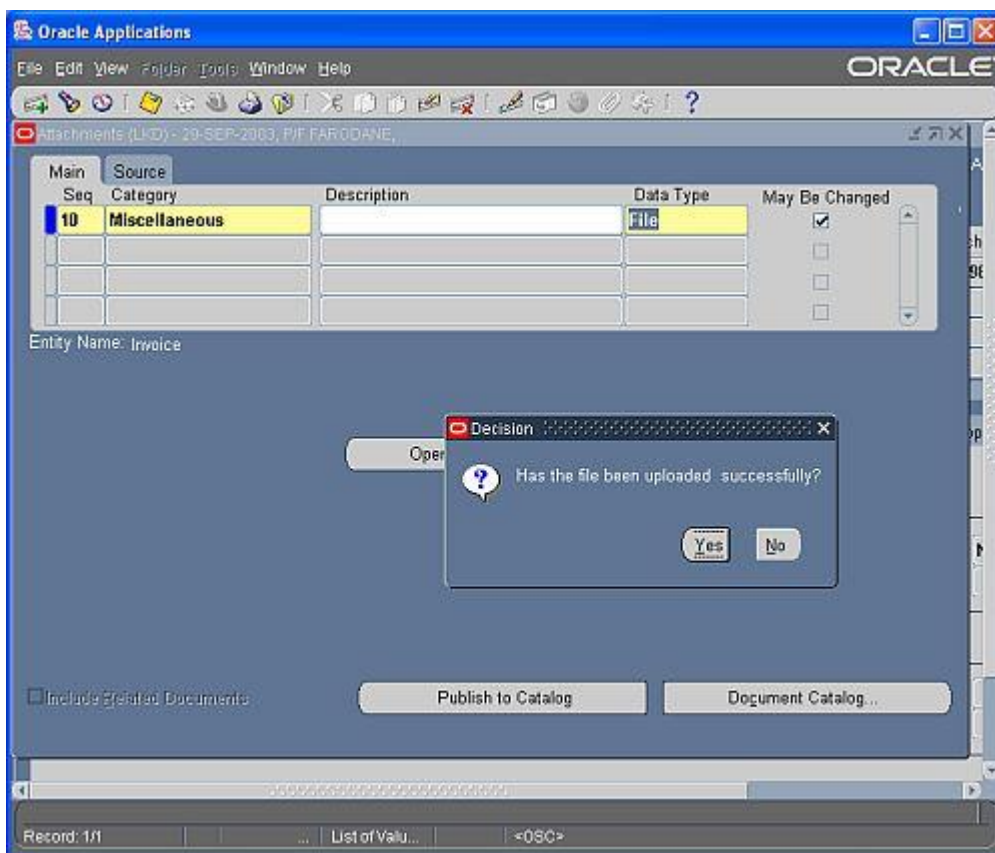 Oracle Applications
File Edit View Folder Tools Window Help
ORACLE
Attachments (LKD) - 29-SEP-2003, P/F FARODANE,
Main Source
Seq Category Description Data Type May Be Changed
10 Miscellaneous File
Entity Name: Invoice
Decision
Oper
Has the file been uploaded successfully?
Yes No
Include Related Documents
Publish to Catalog
Document Catalog...
Record: 1/1 ... List of Valu... <OSC>